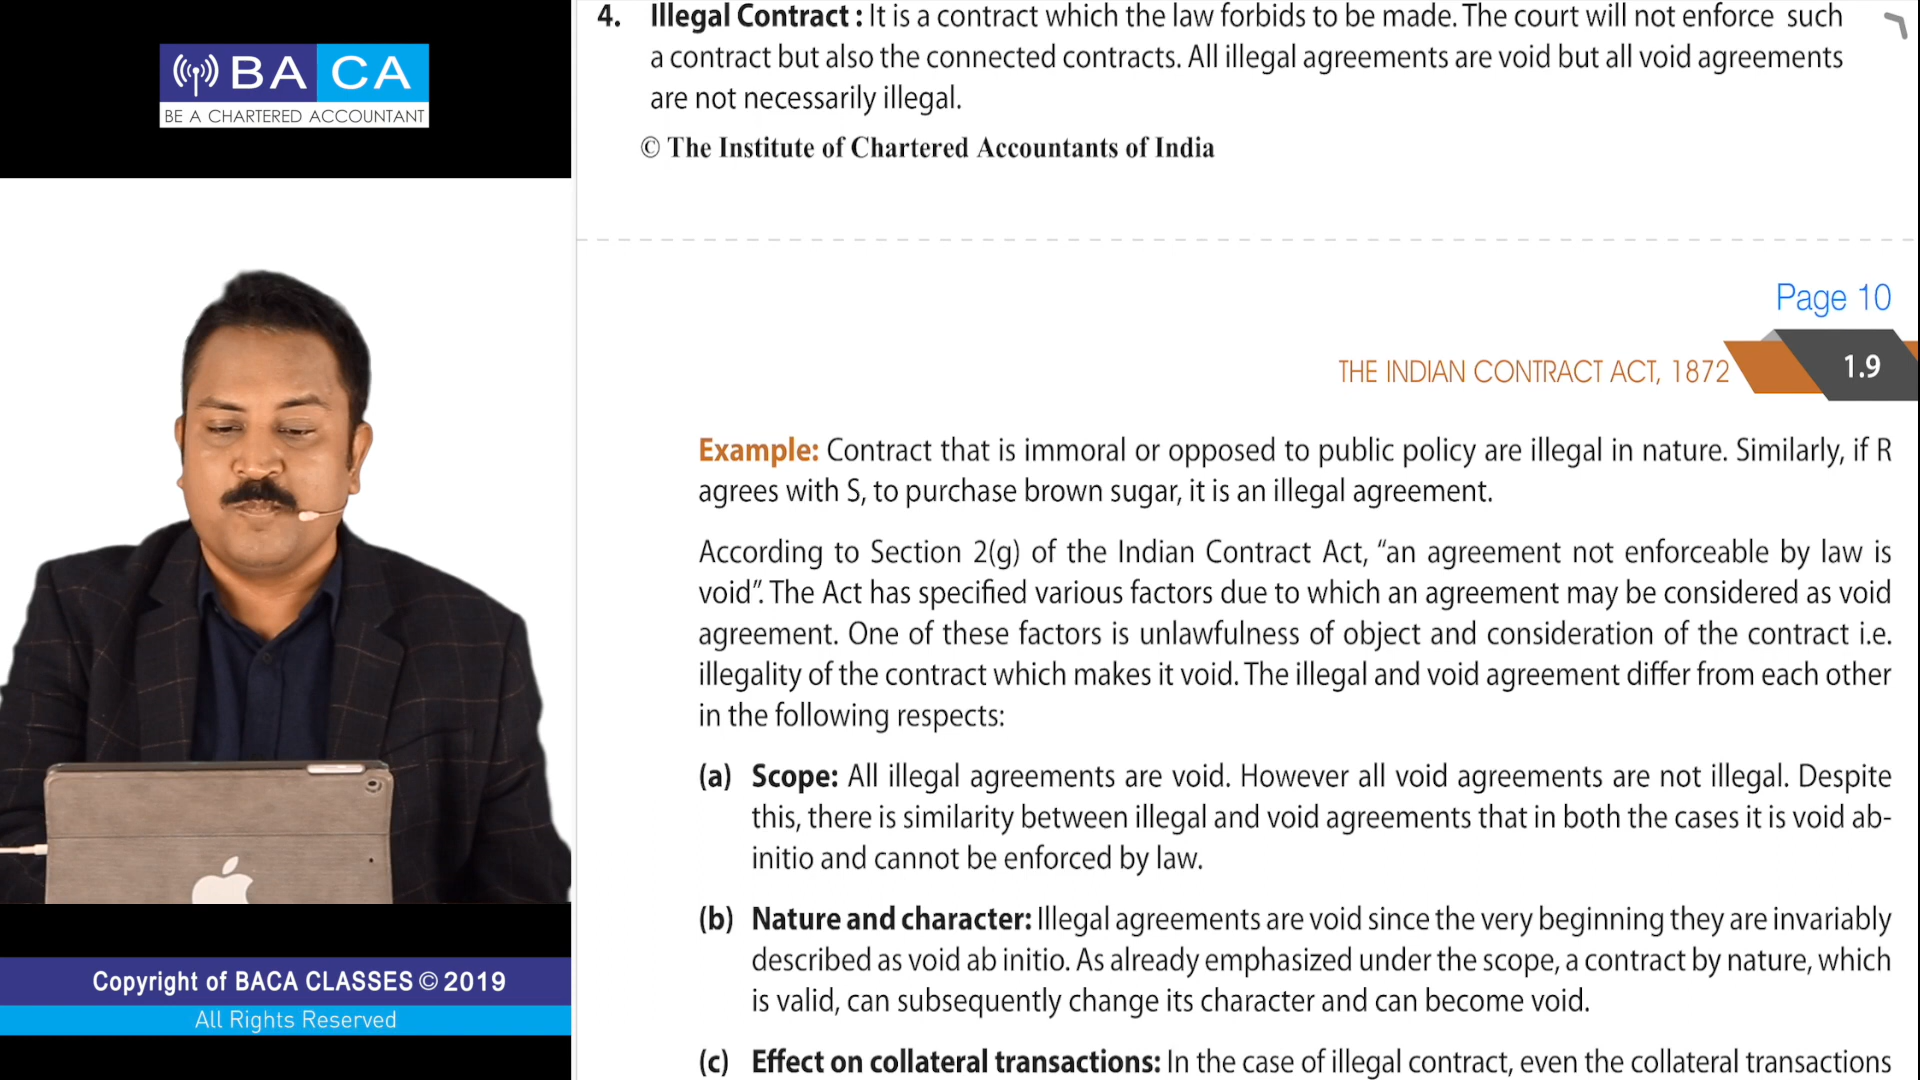 BA CA
BE A CHARTERED ACCOUNTANT
Copyright of BACA CLASSES © 2019
All Rights Reserved
4. Illegal Contract : It is a contract which the law forbids to be made. The court will not enforce such
a contract but also the connected contracts. All illegal agreements are void but all void agreements
are not necessarily illegal.
© The Institute of Chartered Accountants of India
Page 10
THE INDIAN CONTRACT ACT, 1872 1.9
Example: Contract that is immoral or opposed to public policy are illegal in nature. Similarly, if R
agrees with S, to purchase brown sugar, it is an illegal agreement.
According to Section 2(g) of the Indian Contract Act, “an agreement not enforceable by law is
void”. The Act has specified various factors due to which an agreement may be considered as void
agreement. One of these factors is unlawfulness of object and consideration of the contract i.e.
illegality of the contract which makes it void. The illegal and void agreement differ from each other
in the following respects:
(a) Scope: All illegal agreements are void. However all void agreements are not illegal. Despite
this, there is similarity between illegal and void agreements that in both the cases it is void ab-
initio and cannot be enforced by law.
(b) Nature and character: Illegal agreements are void since the very beginning they are invariably
described as void ab initio. As already emphasized under the scope, a contract by nature, which
is valid, can subsequently change its character and can become void.
(c) Effect on collateral transactions: In the case of illegal contract, even the collateral transactions